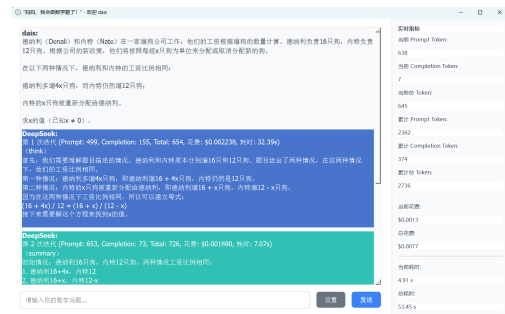 "妈妈，我会做数学题了！" - 欢迎 dais
dais:
德纳利（Denali）和内特（Nate）在一家遛狗公司工作，他们的工资根据遛狗的数量计算。德纳利负责16只狗，内特负责
12只狗。根据公司的新政策，他们将按照每组x只狗为单位来分配或取消分配新的狗。
在以下两种情况下，德纳利和内特的工资比例相同：
德纳利多遛4x只狗，而内特仍然遛12只狗；
内特的x只狗被重新分配给德纳利。
求x的值（已知x ≠ 0）。
DeepSeek:
第 1 次迭代 (Prompt: 499, Completion: 155, Total: 654, 花费: $0.002238, 耗时: 32.39s)
（think）
首先，我们需要理解题目描述的情况。德纳利和内特原本分别遛16只和12只狗。题目给出了两种情况，在这两种情况
下，他们的工资比例相同。
第一种情况：德纳利多遛4x只狗，即德纳利遛16 + 4x只狗，内特仍然是12只狗。
第二种情况：内特的x只狗被重新分配给德纳利，即德纳利遛16 + x只狗，内特遛12 - x只狗。
因为在这两种情况下工资比例相同，所以可以建立等式：
(16 + 4x) / 12 = (16 + x) / (12 - x)
接下来需要解这个方程来找到x的值。
DeepSeek:
第 2 次迭代 (Prompt: 653, Completion: 73, Total: 726, 花费: $0.001890, 耗时: 7.07s)
（summary）
初始情况：德纳利16只狗，内特12只狗。两种情况工资比例相同：
1. 德纳利16+4x，内特12
2. 德纳利16+x，内特12-x
请输入你的数学问题...
设置
发送
实时指标
当前 Prompt Token:
638
当前 Completion Token:
7
当前总 Token:
645
累计 Prompt Token:
2362
累计 Completion Token:
374
累计总 Token:
2736
当前花费:
$0.0013
总花费:
$0.0077
当前耗时:
4.91 s
总耗时:
53.45 s